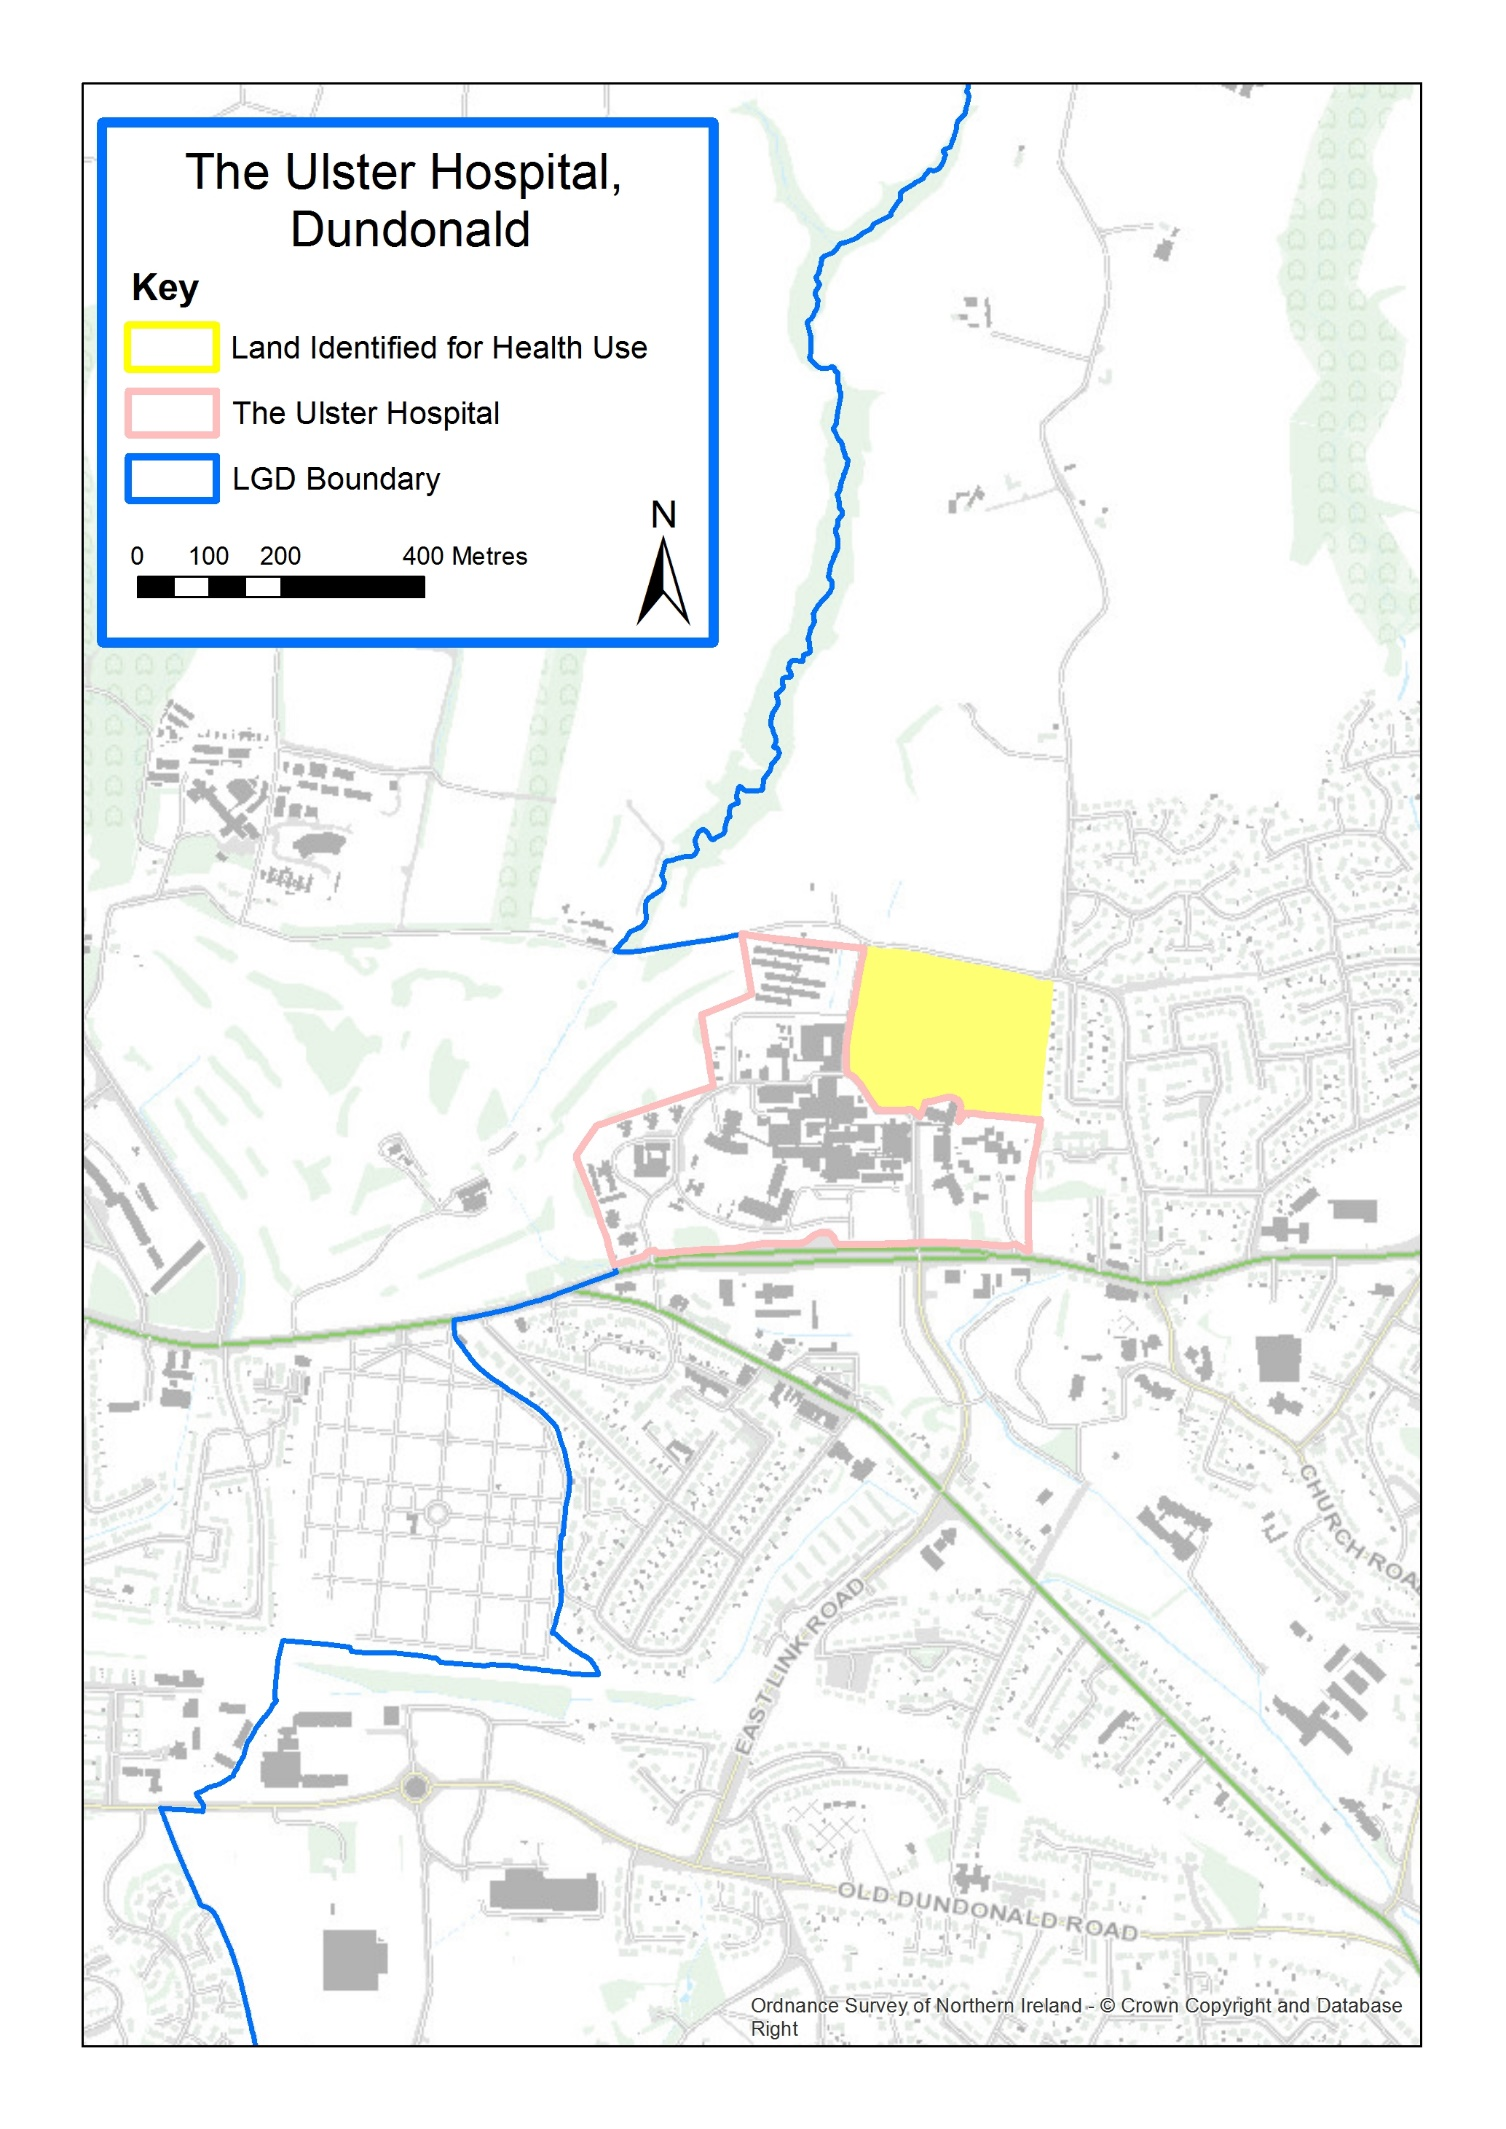 The Ulster Hospital,
Dundonald
Key
Land Identified for Health Use
The Ulster Hospital
LGD Boundary
N
0 100 200 400 Metres
CHURCH ROA
EAST LINK ROAD
OLD DUNDONALD ROAD
Ordnance Survey of Northern Ireland - © Crown Copyright and Database
Right